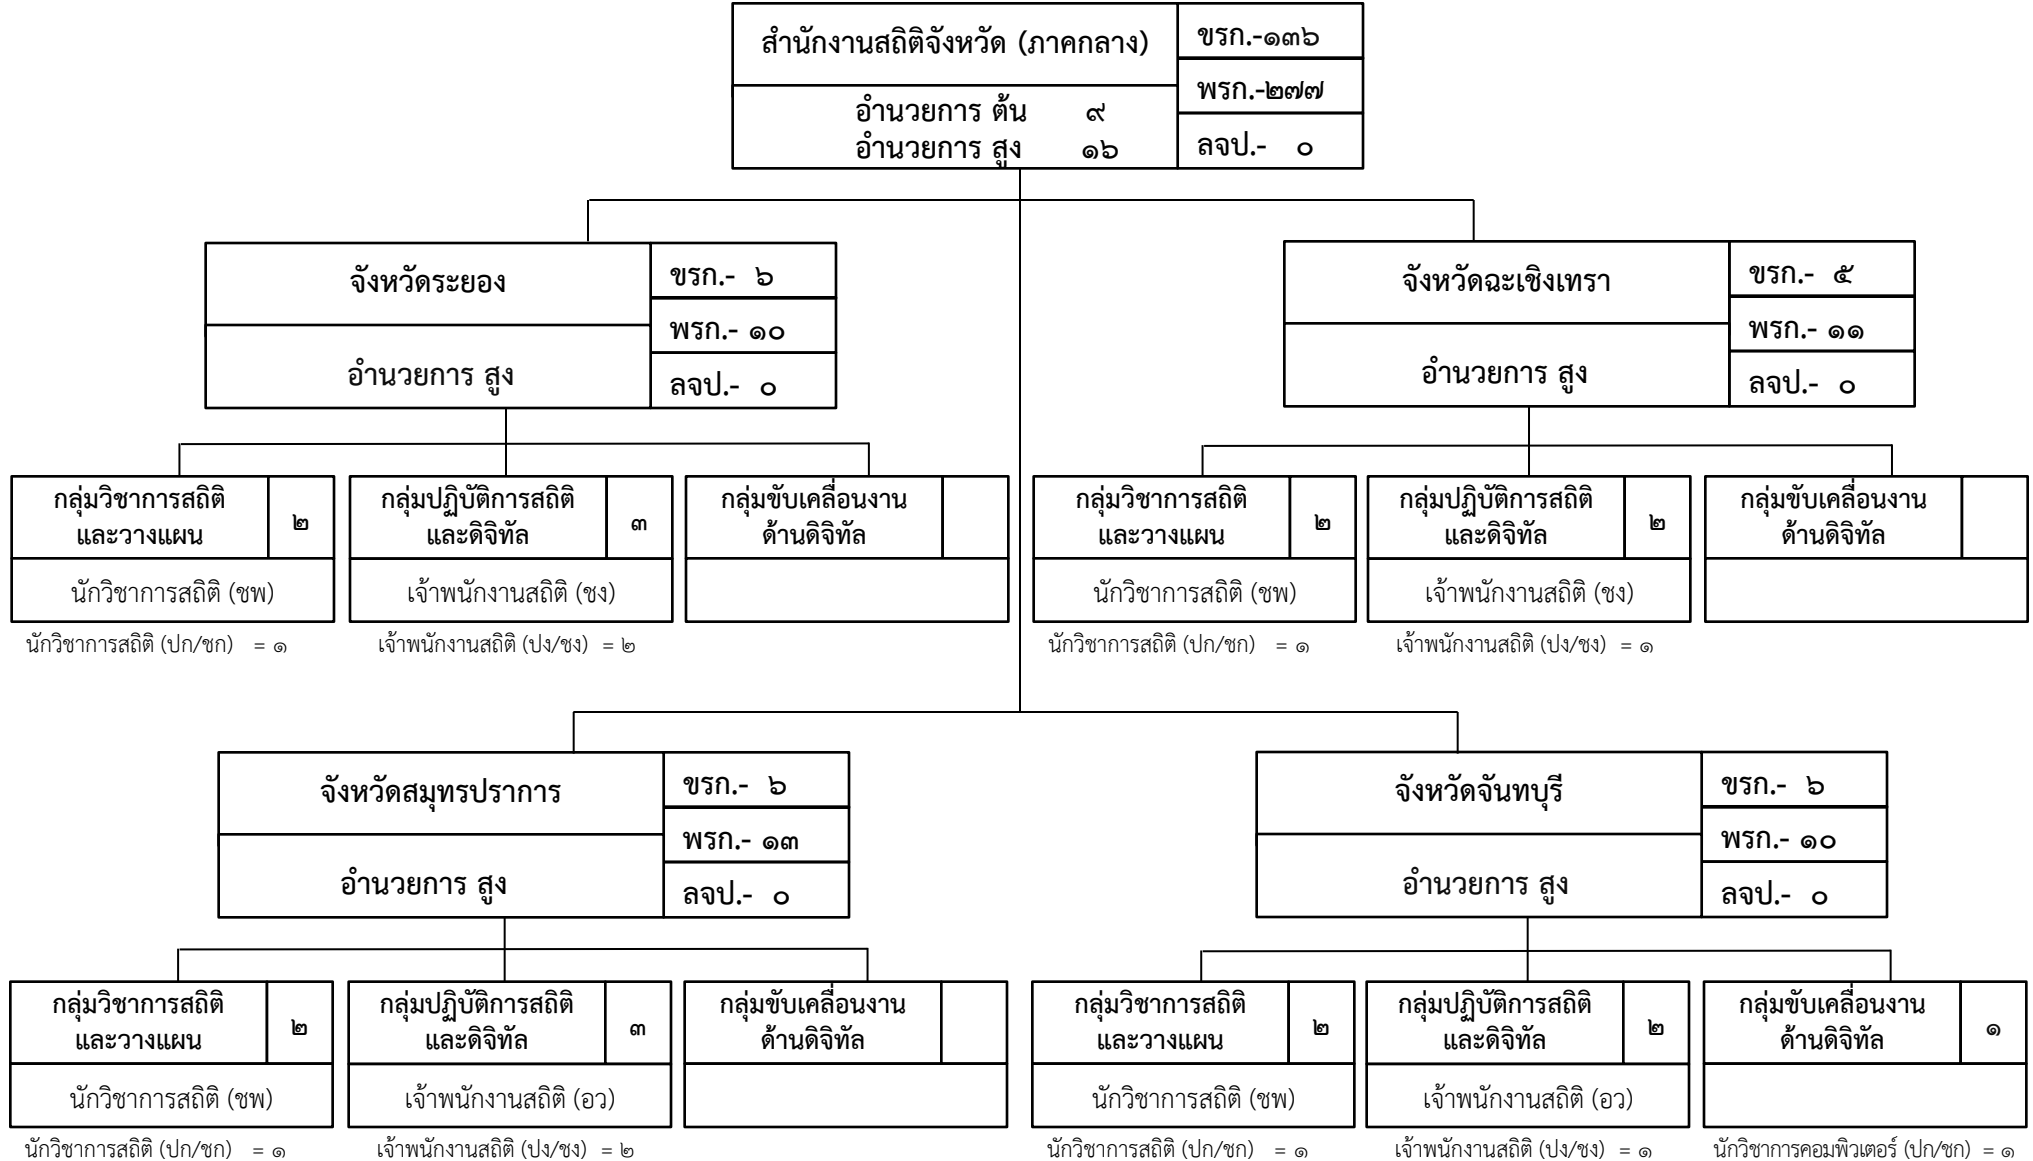 สำนักงานสถิติจังหวัด (ภาคกลาง)
ขรก.-๑๓๖
พรก.-๒๗๗
อำนวยการ ต้น ๙
อำนวยการ สูง ๑๖
ลจป.- ๐
จังหวัดระยอง
ขรก.- ๖
พรก.- ๑๐
อำนวยการ สูง
ลจป.- ๐
จังหวัดฉะเชิงเทรา
ขรก.- ๕
พรก.- ๑๑
อำนวยการ สูง
ลจป.- ๐
กลุ่มวิชาการสถิติ
และวางแผน
๒
นักวิชาการสถิติ (ชพ)
นักวิชาการสถิติ (ปก/ชก) = ๑
กลุ่มปฏิบัติการสถิติ
และดิจิทัล
๓
เจ้าพนักงานสถิติ (ชง)
เจ้าพนักงานสถิติ (ปง/ชง) = ๒
กลุ่มขับเคลื่อนงาน
ด้านดิจิทัล
กลุ่มวิชาการสถิติ
และวางแผน
๒
นักวิชาการสถิติ (ชพ)
นักวิชาการสถิติ (ปก/ชก) = ๑
กลุ่มปฏิบัติการสถิติ
และดิจิทัล
๒
เจ้าพนักงานสถิติ (ชง)
เจ้าพนักงานสถิติ (ปง/ชง) = ๑
กลุ่มขับเคลื่อนงาน
ด้านดิจิทัล
จังหวัดสมุทรปราการ
ขรก.- ๖
พรก.- ๑๓
อำนวยการ สูง
ลจป.- ๐
จังหวัดจันทบุรี
ขรก.- ๖
พรก.- ๑๐
อำนวยการ สูง
ลจป.- ๐
กลุ่มวิชาการสถิติ
และวางแผน
๒
นักวิชาการสถิติ (ชพ)
นักวิชาการสถิติ (ปก/ชก) = ๑
กลุ่มปฏิบัติการสถิติ
และดิจิทัล
๓
เจ้าพนักงานสถิติ (อว)
เจ้าพนักงานสถิติ (ปง/ชง) = ๒
กลุ่มขับเคลื่อนงาน
ด้านดิจิทัล
กลุ่มวิชาการสถิติ
และวางแผน
๒
นักวิชาการสถิติ (ชพ)
นักวิชาการสถิติ (ปก/ชก) = ๑
กลุ่มปฏิบัติการสถิติ
และดิจิทัล
๒
เจ้าพนักงานสถิติ (อว)
เจ้าพนักงานสถิติ (ปง/ชง) = ๑
กลุ่มขับเคลื่อนงาน
ด้านดิจิทัล
๑
นักวิชาการคอมพิวเตอร์ (ปก/ชก) = ๑